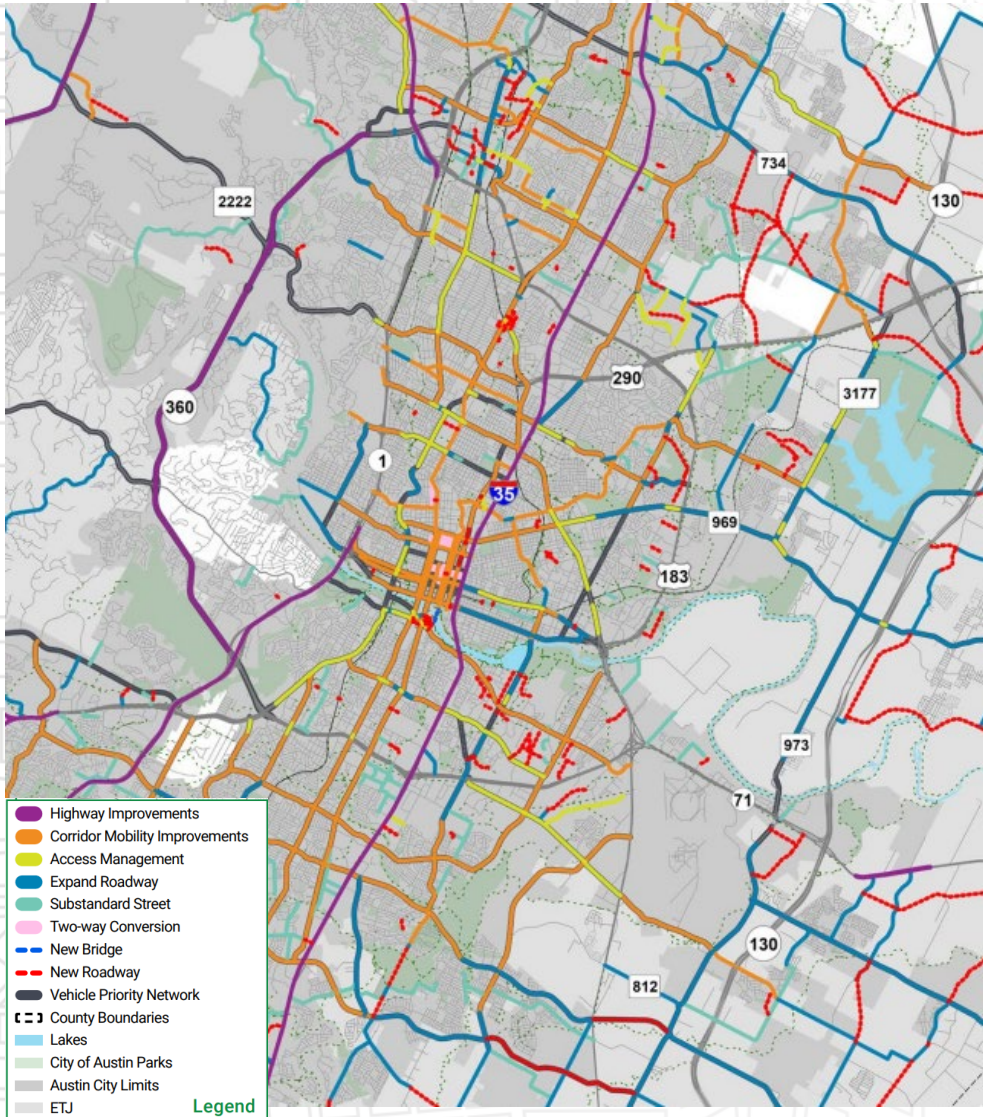 734
130
2222
290
3177
360
1
35
969
183
973
71
130
812
Highway Improvements
Corridor Mobility Improvements
Access Management
Expand Roadway
Substandard Street
Two-way Conversion
New Bridge
New Roadway
Vehicle Priority Network
County Boundaries
Lakes
City of Austin Parks
Austin City Limits
ETJ
Legend